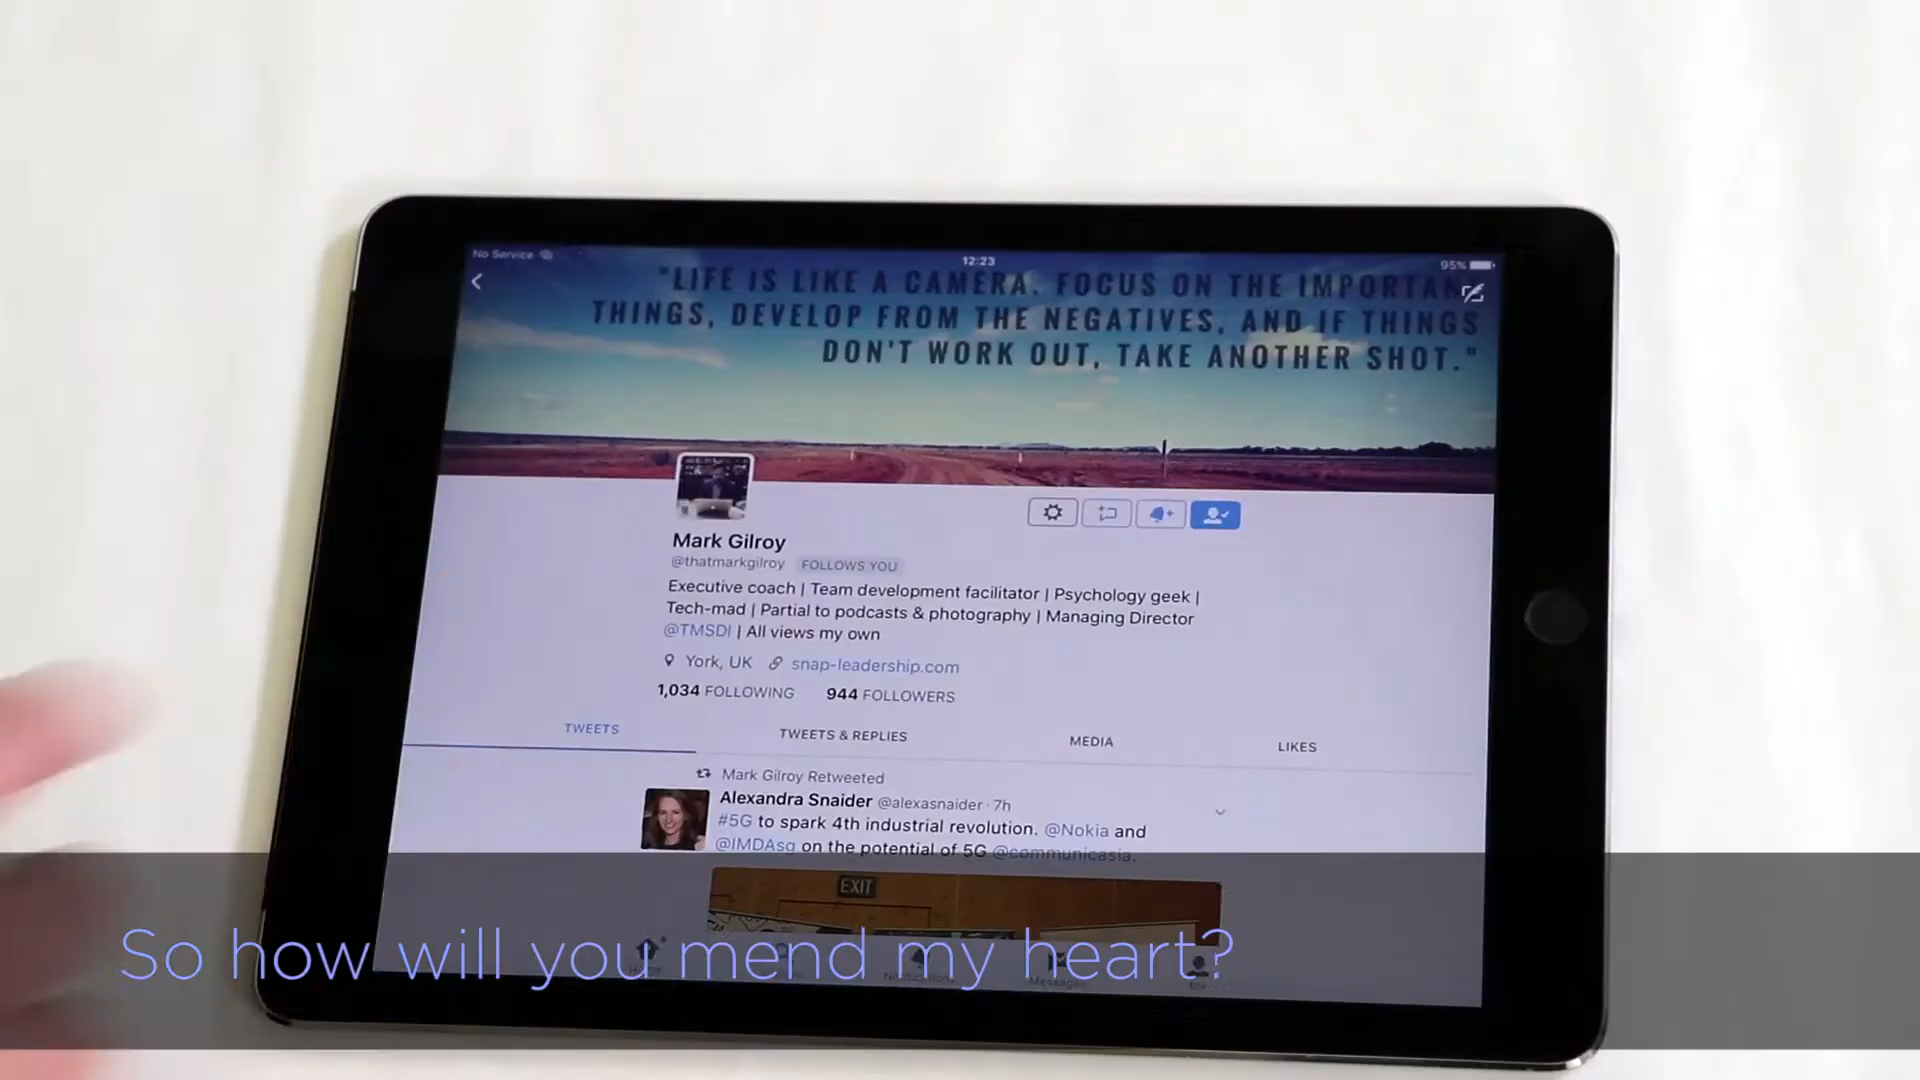 No Service
12:23
95%
"LIFE IS LIKE A CAMERA. FOCUS ON THE IMPORTAN
THINGS, DEVELOP FROM THE NEGATIVES, AND IF THINGS
DON'T WORK OUT, TAKE ANOTHER SHOT."
Mark Gilroy
@thatmarkgilroy FOLLOWS YOU
Executive coach | Team development facilitator | Psychology geek |
Tech-mad | Partial to podcasts & photography | Managing Director
@TMSDI | All views my own
York, UK snap-leadership.com
1,034 FOLLOWING 944 FOLLOWERS
TWEETS TWEETS & REPLIES MEDIA LIKES
Mark Gilroy Retweeted
Alexandra Snaider @alexasnaider · 7h
#5G to spark 4th industrial revolution. @Nokia and
@IMDAsg on the potential of 5G @communicasia.
EXIT
So how will you mend my heart?
Notifications Messages